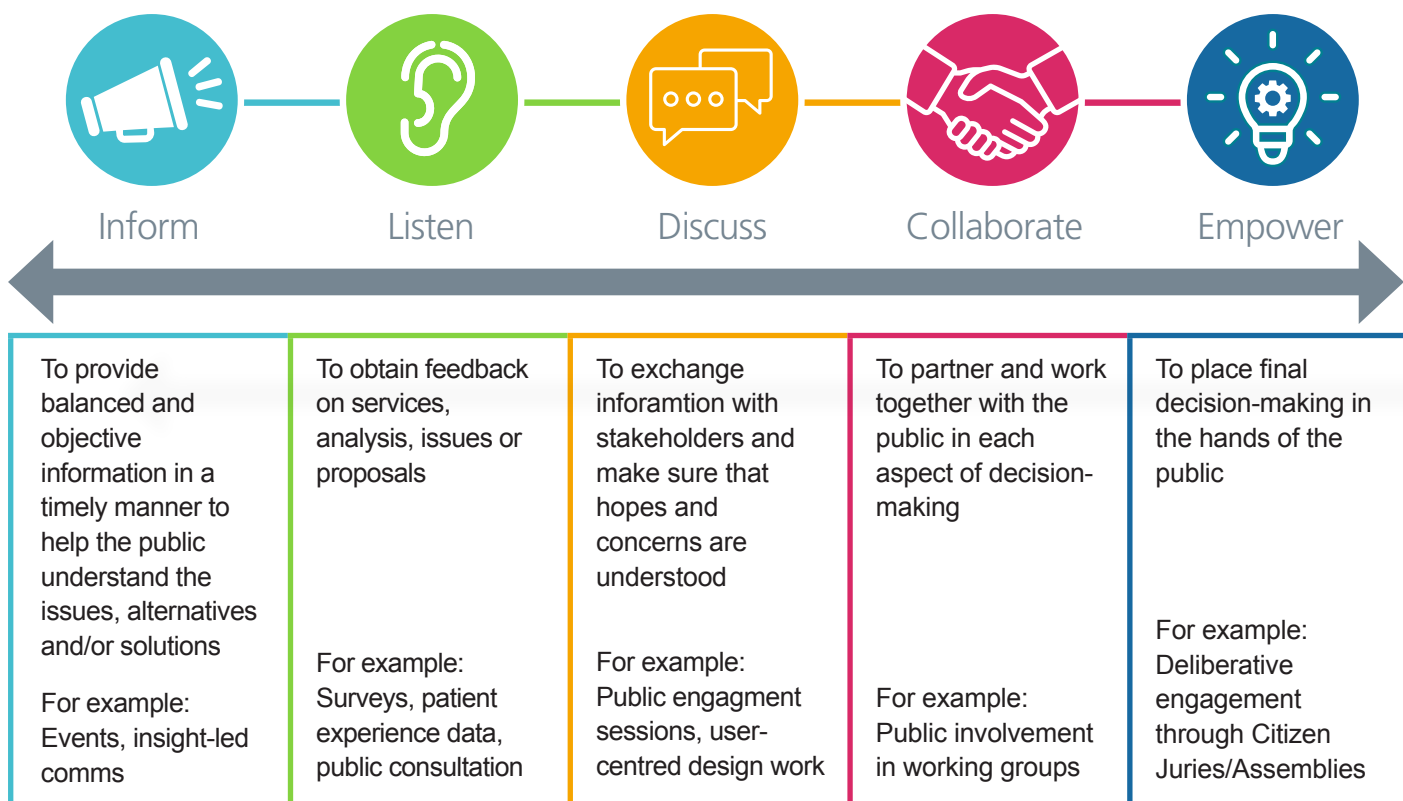 Inform
Listen
Discuss
Collaborate
Empower
To provide
balanced and
objective
information in a
timely manner to
help the public
understand the
issues, alternatives
and/or solutions
For example:
Events, insight-led
comms
To obtain feedback
on services,
analysis, issues or
proposals
For example:
Surveys, patient
experience data,
public consultation
To exchange
inforamtion with
stakeholders and
make sure that
hopes and
concerns are
understood
For example:
Public engagment
sessions, user-
centred design work
To partner and work
together with the
public in each
aspect of decision-
making
For example:
Public involvement
in working groups
To place final
decision-making in
the hands of the
public
For example:
Deliberative
engagement
through Citizen
Juries/Assemblies